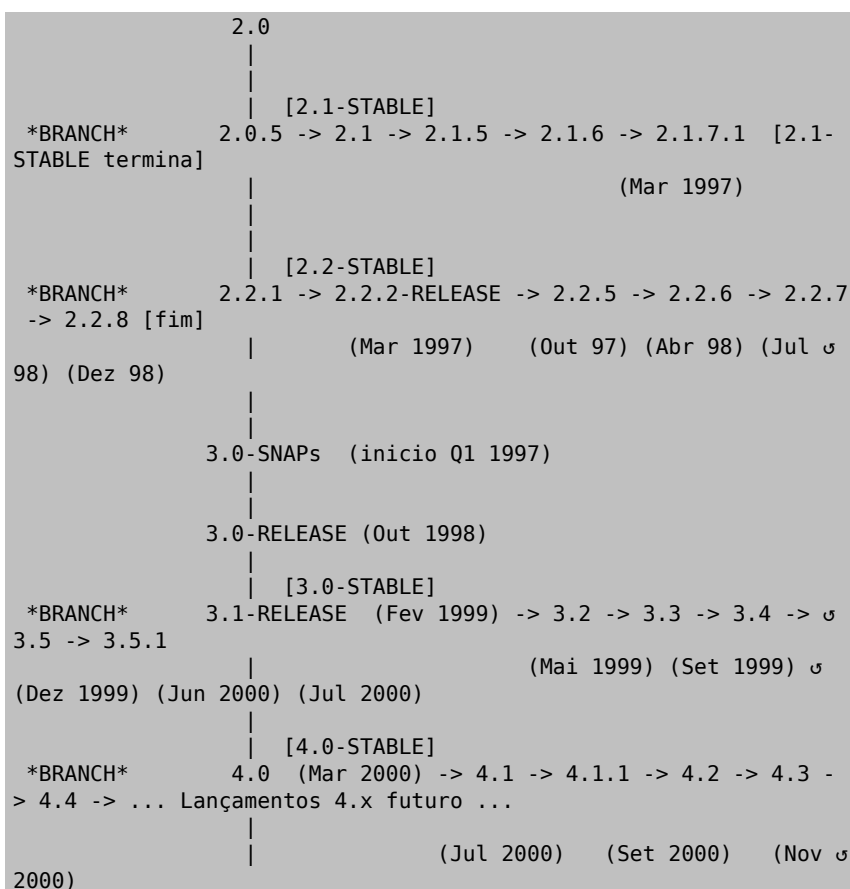 2.0
|
|
| [2.1-STABLE]
*BRANCH* 2.0.5 -> 2.1 -> 2.1.5 -> 2.1.6 -> 2.1.7.1 [2.1-
STABLE termina]
| (Mar 1997)
|
|
| [2.2-STABLE]
*BRANCH* 2.2.1 -> 2.2.2-RELEASE -> 2.2.5 -> 2.2.6 -> 2.2.7
-> 2.2.8 [fim]
| (Mar 1997) (Out 97) (Abr 98) (Jul ↺
98) (Dez 98)
|
|
3.0-SNAPs (inicio Q1 1997)
|
|
3.0-RELEASE (Out 1998)
|
| [3.0-STABLE]
*BRANCH* 3.1-RELEASE (Fev 1999) -> 3.2 -> 3.3 -> 3.4 -> ↺
3.5 -> 3.5.1
| (Mai 1999) (Set 1999) ↺
(Dez 1999) (Jun 2000) (Jul 2000)
|
| [4.0-STABLE]
*BRANCH* 4.0 (Mar 2000) -> 4.1 -> 4.1.1 -> 4.2 -> 4.3 -
> 4.4 -> ... Lançamentos 4.x futuro ...
|
| (Jul 2000) (Set 2000) (Nov ↺
2000)